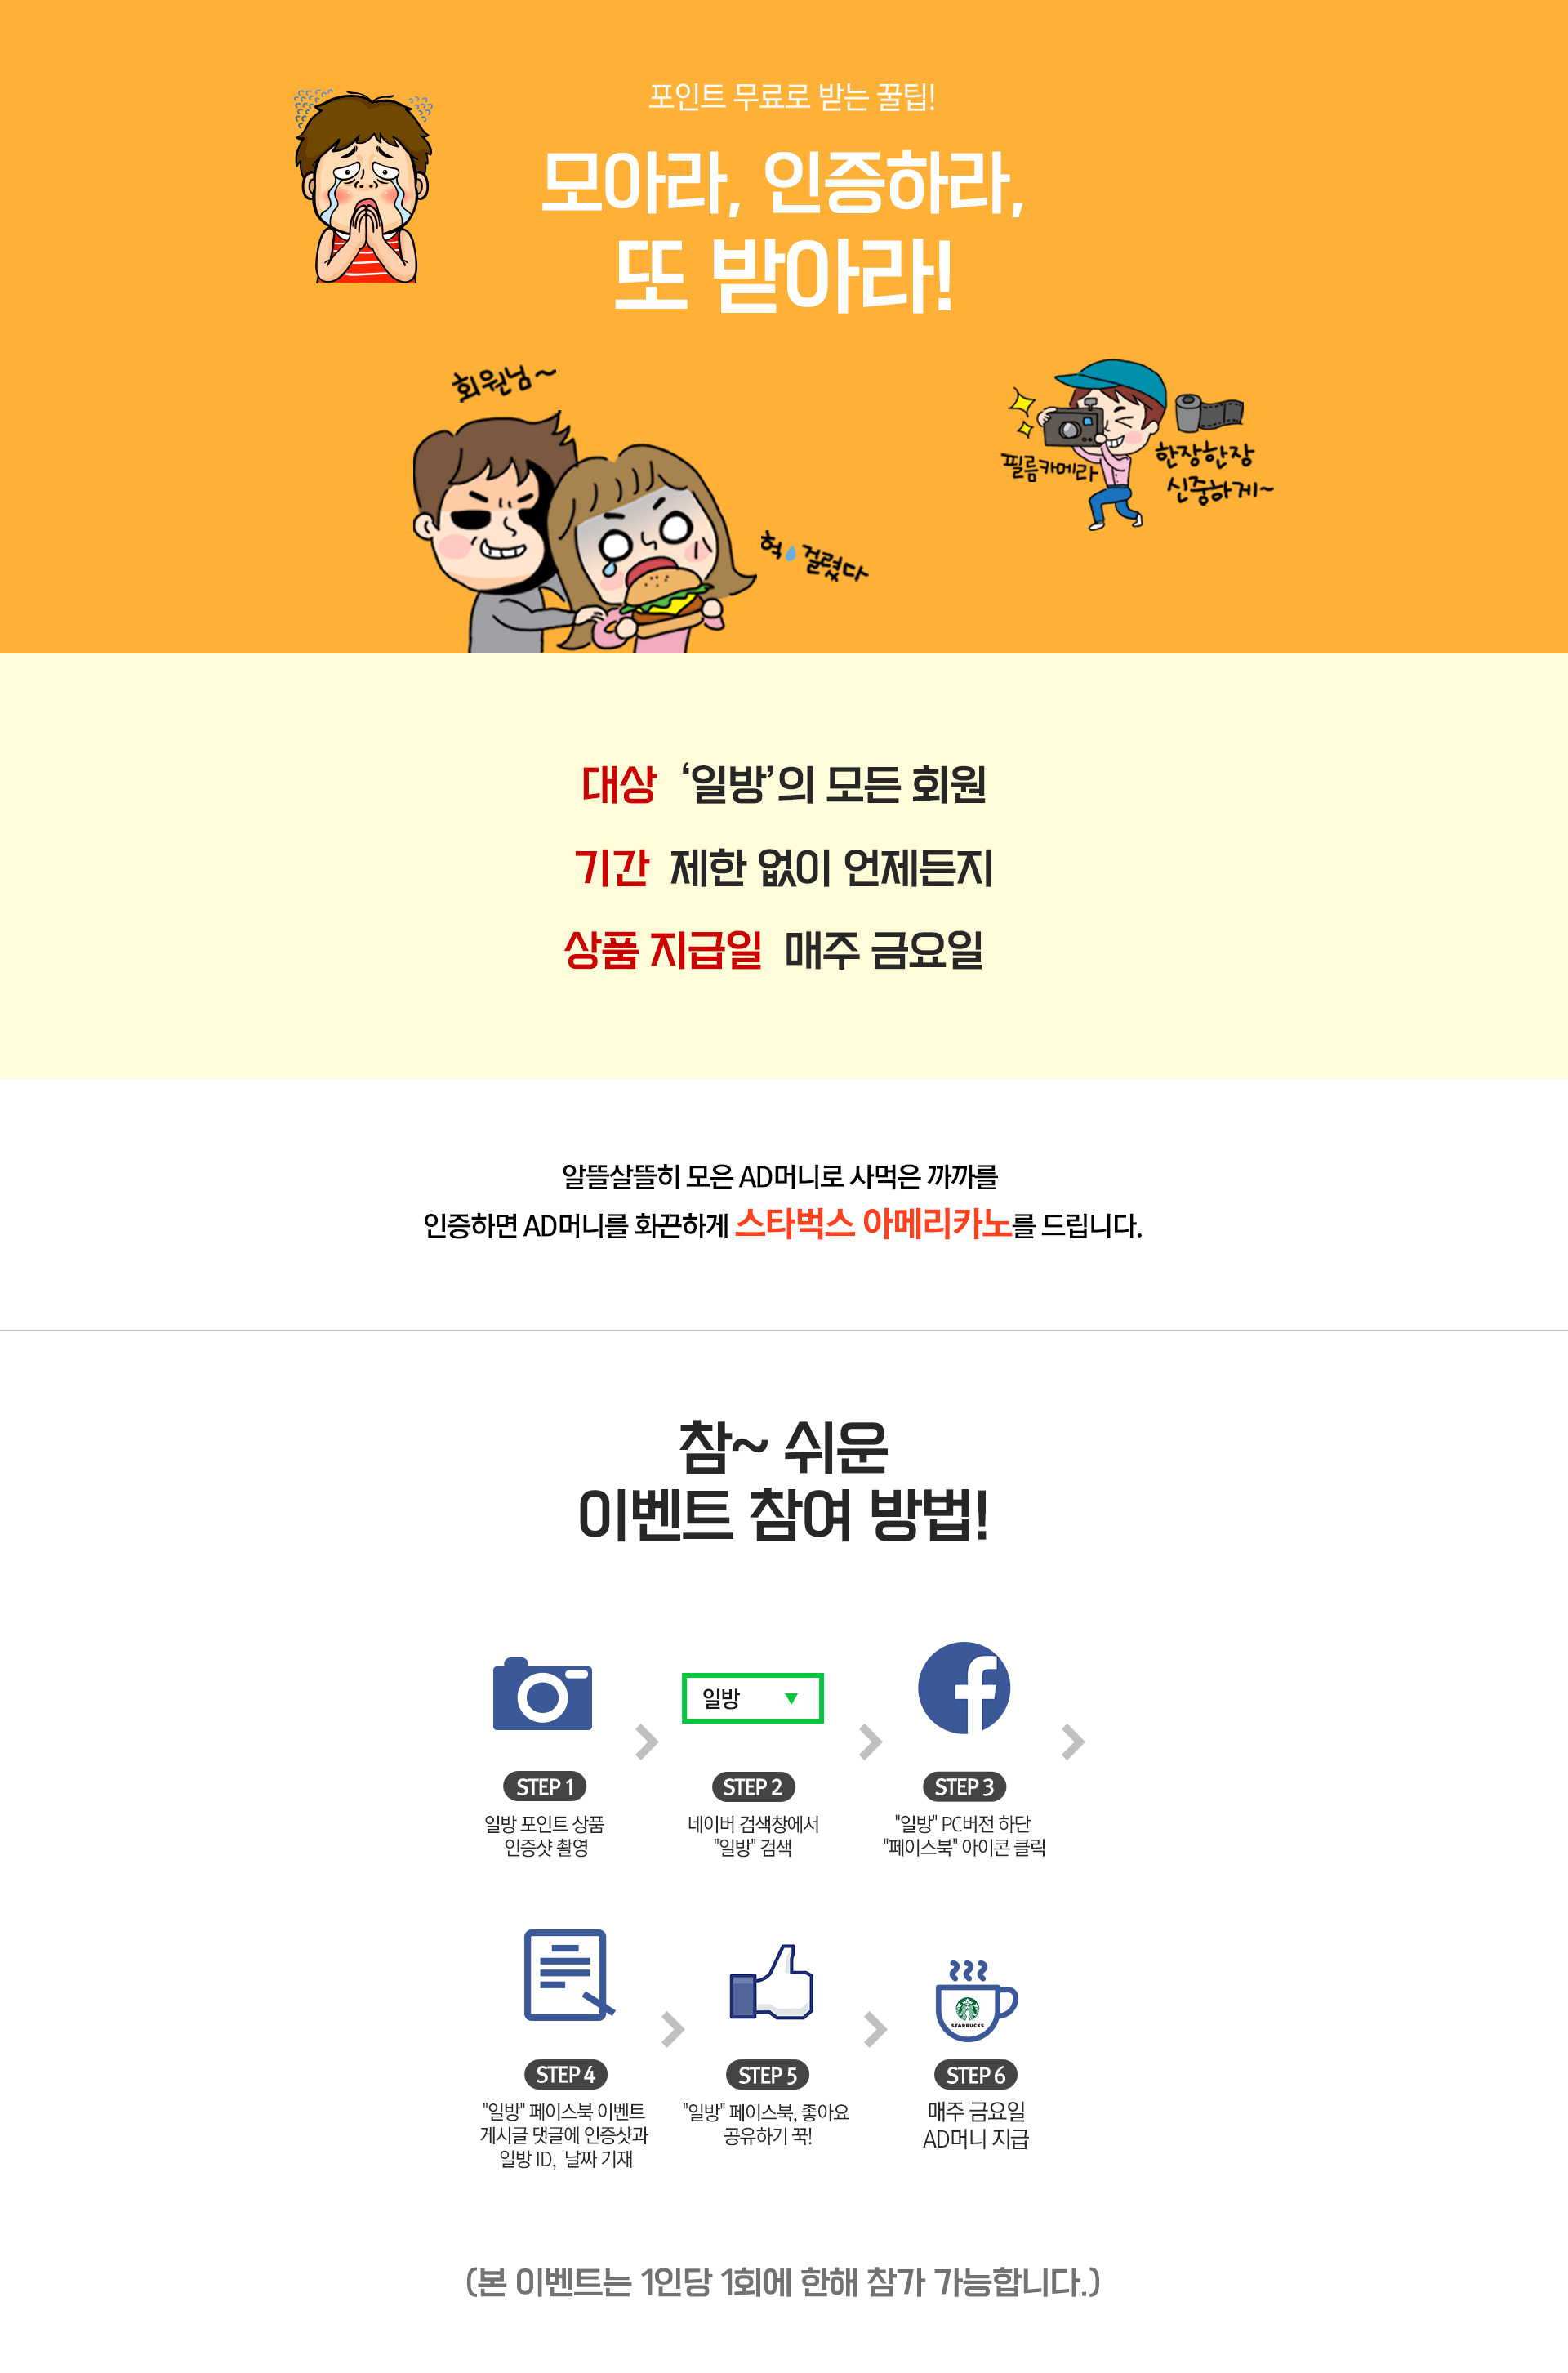 포인트 무료로 받는 꿀팁!
모아라, 인증하라,
또 받아라!
회원님~
필름카메라
한장한장
신중하게~
헉 걸렸다
대상 ‘일방’의 모든 회원
기간 제한 없이 언제든지
상품 지급일 매주 금요일
알뜰살뜰히 모은 AD머니로 사먹은 까까를
인증하면 AD머니를 화끈하게 스타벅스 아메리카노를 드립니다.
참~ 쉬운
이벤트 참여 방법!
일방
STEP 1
일방 포인트 상품
인증샷 촬영
STEP 2
네이버 검색창에서
"일방" 검색
STEP 3
"일방" PC버전 하단
"페이스북" 아이콘 클릭
STEP 4
"일방" 페이스북 이벤트
게시글 댓글에 인증샷과
일방 ID, 날짜 기재
STEP 5
"일방" 페이스북, 좋아요
공유하기 꾹!
STARBUCKS
STEP 6
매주 금요일
AD머니 지급
(본 이벤트는 1인당 1회에 한해 참가 가능합니다.)